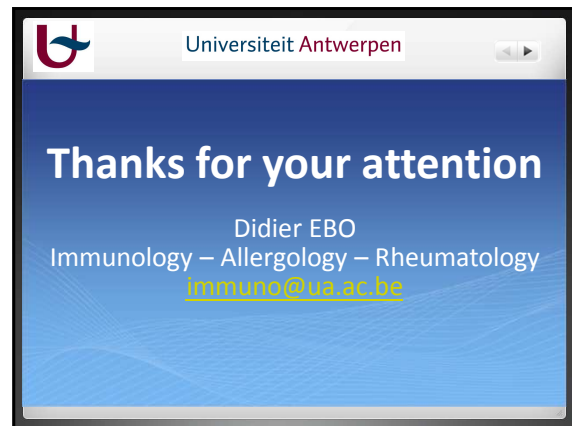 Universiteit Antwerpen
Thanks for your attention
Didier EBO
Immunology – Allergology – Rheumatology
immuno@ua.ac.be